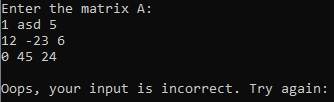 Enter the matrix A:
1 asd 5
12 -23 6
0 45 24
Oops, your input is incorrect. Try again: